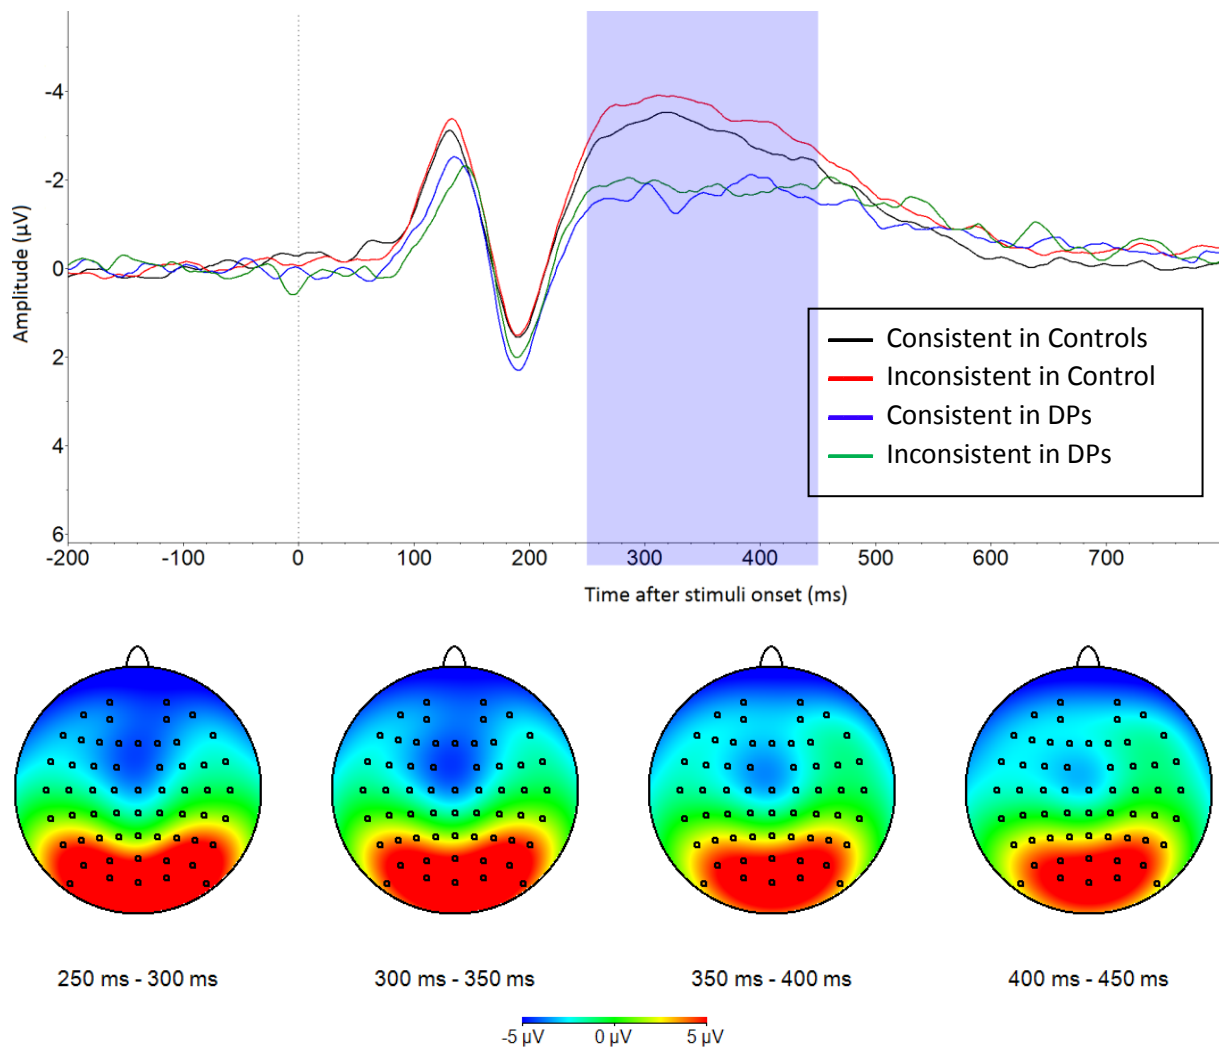 -4
-2
0
2
4
6
Amplitude (µV)
-200 -100 0 100 200 300 400 500 600 700
Time after stimuli onset (ms)
Consistent in Controls
Inconsistent in Control
Consistent in DPs
Inconsistent in DPs
250 ms - 300 ms
300 ms - 350 ms
350 ms - 400 ms
400 ms - 450 ms
-5 µV 0 µV 5 µV